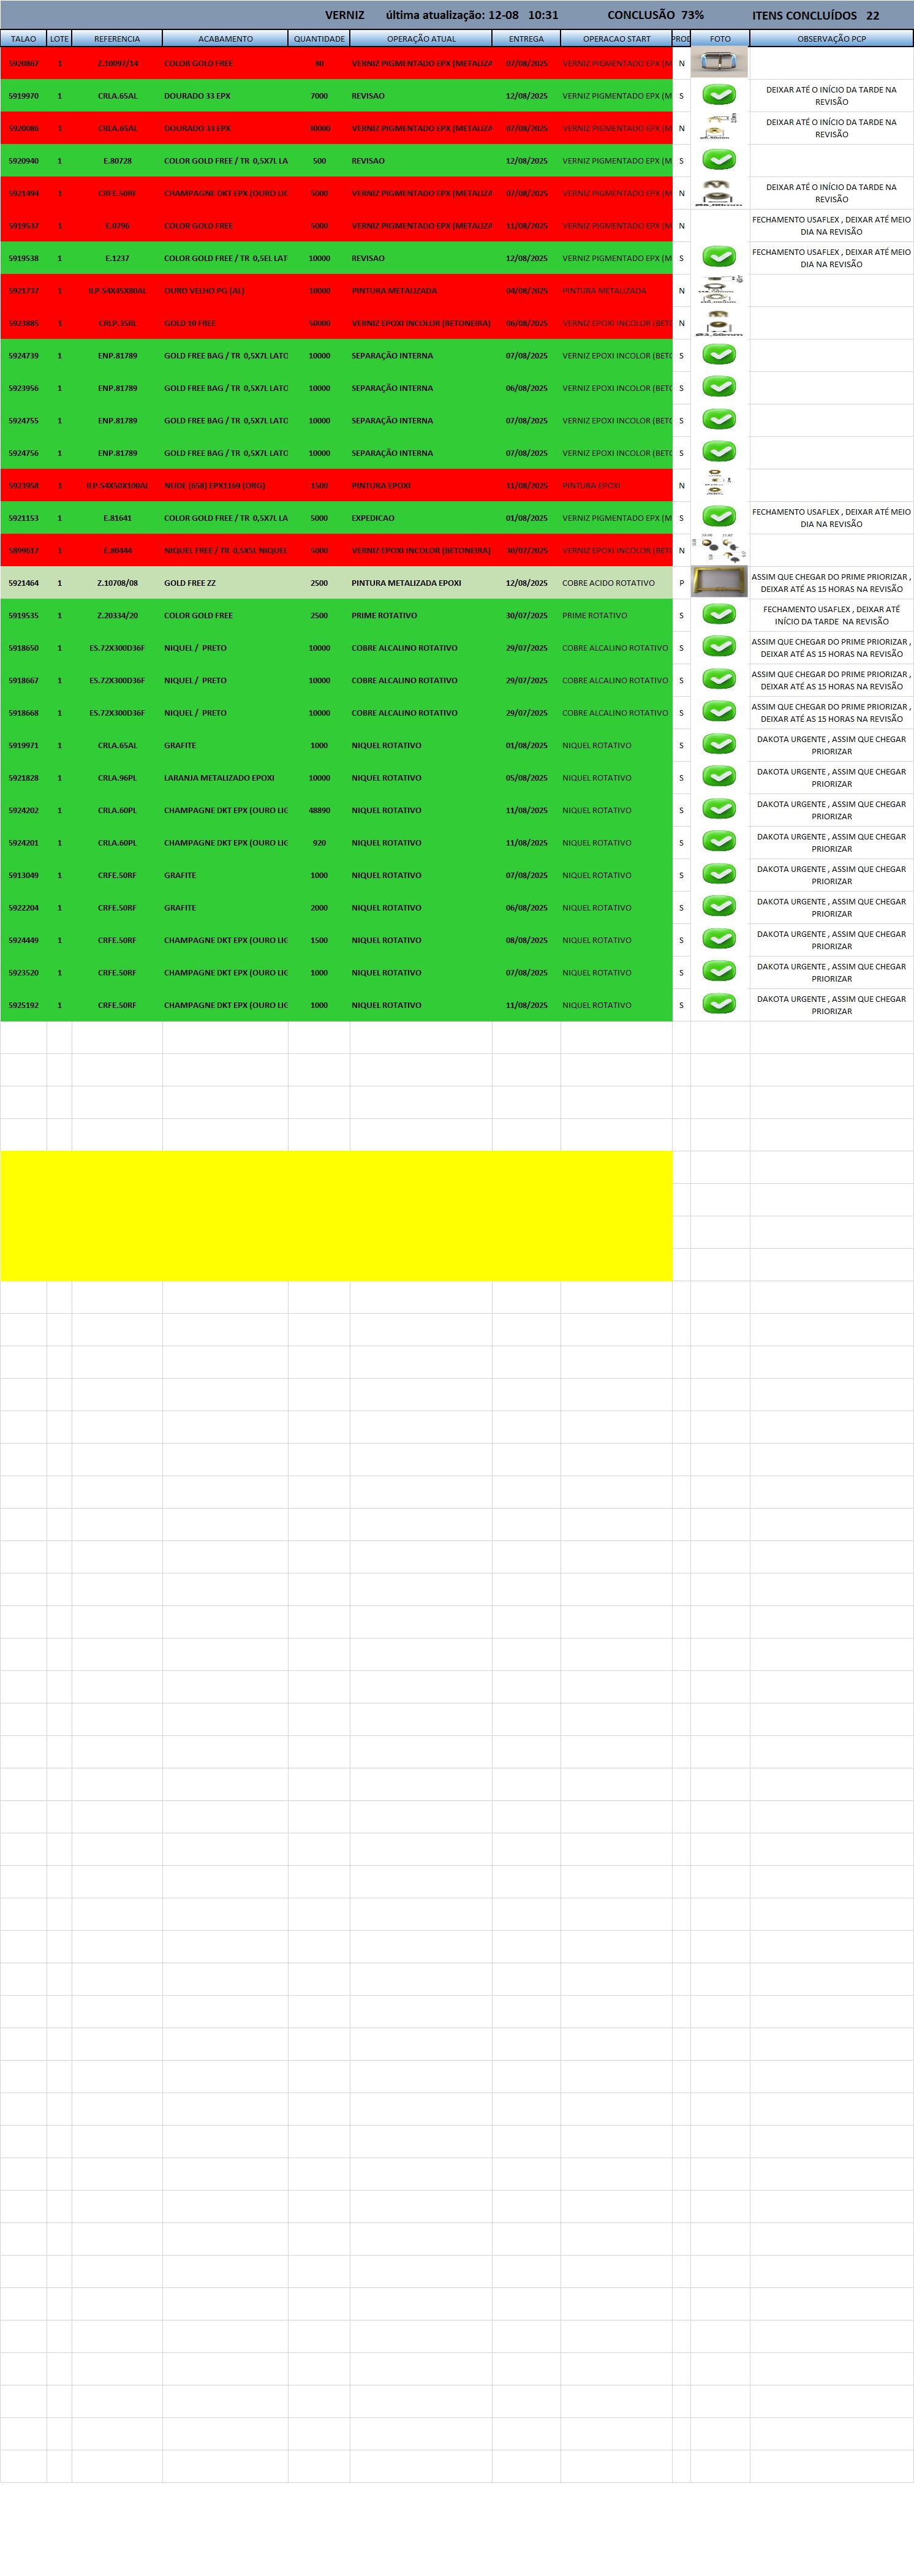 VERNIZ última atualização: 12-08 10:31 CONCLUSÃO 73% ITENS CONCLUÍDOS 22
TALAO LOTE REFERENCIA ACABAMENTO QUANTIDADE OPERAÇÃO ATUAL ENTREGA OPERACAO START PROD FOTO OBSERVAÇÃO PCP
5920867 1 Z.10097/14 COLOR GOLD FREE 80 VERNIZ PIGMENTADO EPX (METALIZA 07/08/2025 VERNIZ PIGMENTADO EPX (M N
5919970 1 CRLA.65AL DOURADO 33 EPX 7000 REVISAO 12/08/2025 VERNIZ PIGMENTADO EPX (M S DEIXAR ATÉ O INÍCIO DA TARDE NA REVISÃO
5920086 1 CRLA.65AL DOURADO 33 EPX 30000 VERNIZ PIGMENTADO EPX (METALIZA 07/08/2025 VERNIZ PIGMENTADO EPX (M N DEIXAR ATÉ O INÍCIO DA TARDE NA REVISÃO
5920940 1 E.80728 COLOR GOLD FREE / TR 0,5X7L LA 500 REVISAO 12/08/2025 VERNIZ PIGMENTADO EPX (M S
5921494 1 CRFE.50RF CHAMPAGNE DKT EPX (OURO LIG 5000 VERNIZ PIGMENTADO EPX (METALIZA 07/08/2025 VERNIZ PIGMENTADO EPX (M N DEIXAR ATÉ O INÍCIO DA TARDE NA REVISÃO
5919537 1 E.0796 COLOR GOLD FREE 5000 VERNIZ PIGMENTADO EPX (METALIZA 11/08/2025 VERNIZ PIGMENTADO EPX (M N FECHAMENTO USAFLEX , DEIXAR ATÉ MEIO DIA NA REVISÃO
5919538 1 E.1237 COLOR GOLD FREE / TR 0,5EL LAT 10000 REVISAO 12/08/2025 VERNIZ PIGMENTADO EPX (M S FECHAMENTO USAFLEX , DEIXAR ATÉ MEIO DIA NA REVISÃO
5921737 1 ILP.54X45X80AL OURO VELHO PG (AL) 10000 PINTURA METALIZADA 04/08/2025 PINTURA METALIZADA N
5923885 1 CRLP.358L GOLD 10 FREE 50000 VERNIZ EPOXI INCOLOR (BETONEIRA) 06/08/2025 VERNIZ EPOXI INCOLOR (BETO N
5924739 1 ENP.81789 GOLD FREE BAG / TR 0,5X7L LATO 10000 SEPARAÇÃO INTERNA 07/08/2025 VERNIZ EPOXI INCOLOR (BETO S
5923956 1 ENP.81789 GOLD FREE BAG / TR 0,5X7L LATO 10000 SEPARAÇÃO INTERNA 06/08/2025 VERNIZ EPOXI INCOLOR (BETO S
5924755 1 ENP.81789 GOLD FREE BAG / TR 0,5X7L LATO 10000 SEPARAÇÃO INTERNA 07/08/2025 VERNIZ EPOXI INCOLOR (BETO S
5924756 1 ENP.81789 GOLD FREE BAG / TR 0,5X7L LATO 10000 SEPARAÇÃO INTERNA 07/08/2025 VERNIZ EPOXI INCOLOR (BETO S
5923958 1 ILP.54X50X100AL NUDE (658) EPX1169 (ORG) 1500 PINTURA EPOXI 11/08/2025 PINTURA EPOXI N
5921153 1 E.81641 COLOR GOLD FREE / TR 0,5X7L LA 5000 EXPEDICAO 01/08/2025 VERNIZ PIGMENTADO EPX (M S FECHAMENTO USAFLEX , DEIXAR ATÉ MEIO DIA NA REVISÃO
5899617 1 E.80444 NIQUEL FREE / TR 0,5X5L NIQUEL 5000 VERNIZ EPOXI INCOLOR (BETONEIRA) 30/07/2025 VERNIZ EPOXI INCOLOR (BETO N
5921464 1 Z.10708/08 GOLD FREE ZZ 2500 PINTURA METALIZADA EPOXI 12/08/2025 COBRE ACIDO ROTATIVO P ASSIM QUE CHEGAR DO PRIME PRIORIZAR , DEIXAR ATÉ AS 15 HORAS NA REVISÃO
5919535 1 Z.20334/20 COLOR GOLD FREE 2500 PRIME ROTATIVO 30/07/2025 PRIME ROTATIVO S FECHAMENTO USAFLEX , DEIXAR ATÉ INÍCIO DA TARDE NA REVISÃO
5918650 1 ES.72X300D36F NIQUEL / PRETO 10000 COBRE ALCALINO ROTATIVO 29/07/2025 COBRE ALCALINO ROTATIVO S ASSIM QUE CHEGAR DO PRIME PRIORIZAR , DEIXAR ATÉ AS 15 HORAS NA REVISÃO
5918667 1 ES.72X300D36F NIQUEL / PRETO 10000 COBRE ALCALINO ROTATIVO 29/07/2025 COBRE ALCALINO ROTATIVO S ASSIM QUE CHEGAR DO PRIME PRIORIZAR , DEIXAR ATÉ AS 15 HORAS NA REVISÃO
5918668 1 ES.72X300D36F NIQUEL / PRETO 10000 COBRE ALCALINO ROTATIVO 29/07/2025 COBRE ALCALINO ROTATIVO S ASSIM QUE CHEGAR DO PRIME PRIORIZAR , DEIXAR ATÉ AS 15 HORAS NA REVISÃO
5919971 1 CRLA.65AL GRAFITE 1000 NIQUEL ROTATIVO 01/08/2025 NIQUEL ROTATIVO S DAKOTA URGENTE , ASSIM QUE CHEGAR PRIORIZAR
5921828 1 CRLA.96PL LARANJA METALIZADO EPOXI 10000 NIQUEL ROTATIVO 05/08/2025 NIQUEL ROTATIVO S DAKOTA URGENTE , ASSIM QUE CHEGAR PRIORIZAR
5924202 1 CRLA.60PL CHAMPAGNE DKT EPX (OURO LIG 48890 NIQUEL ROTATIVO 11/08/2025 NIQUEL ROTATIVO S DAKOTA URGENTE , ASSIM QUE CHEGAR PRIORIZAR
5924201 1 CRLA.60PL CHAMPAGNE DKT EPX (OURO LIG 920 NIQUEL ROTATIVO 11/08/2025 NIQUEL ROTATIVO S DAKOTA URGENTE , ASSIM QUE CHEGAR PRIORIZAR
5913049 1 CRFE.50RF GRAFITE 1000 NIQUEL ROTATIVO 07/08/2025 NIQUEL ROTATIVO S DAKOTA URGENTE , ASSIM QUE CHEGAR PRIORIZAR
5922204 1 CRFE.50RF GRAFITE 2000 NIQUEL ROTATIVO 06/08/2025 NIQUEL ROTATIVO S DAKOTA URGENTE , ASSIM QUE CHEGAR PRIORIZAR
5924449 1 CRFE.50RF CHAMPAGNE DKT EPX (OURO LIG 1500 NIQUEL ROTATIVO 08/08/2025 NIQUEL ROTATIVO S DAKOTA URGENTE , ASSIM QUE CHEGAR PRIORIZAR
5923520 1 CRFE.50RF CHAMPAGNE DKT EPX (OURO LIG 1000 NIQUEL ROTATIVO 07/08/2025 NIQUEL ROTATIVO S DAKOTA URGENTE , ASSIM QUE CHEGAR PRIORIZAR
5925192 1 CRFE.50RF CHAMPAGNE DKT EPX (OURO LIG 1000 NIQUEL ROTATIVO 11/08/2025 NIQUEL ROTATIVO S DAKOTA URGENTE , ASSIM QUE CHEGAR PRIORIZAR